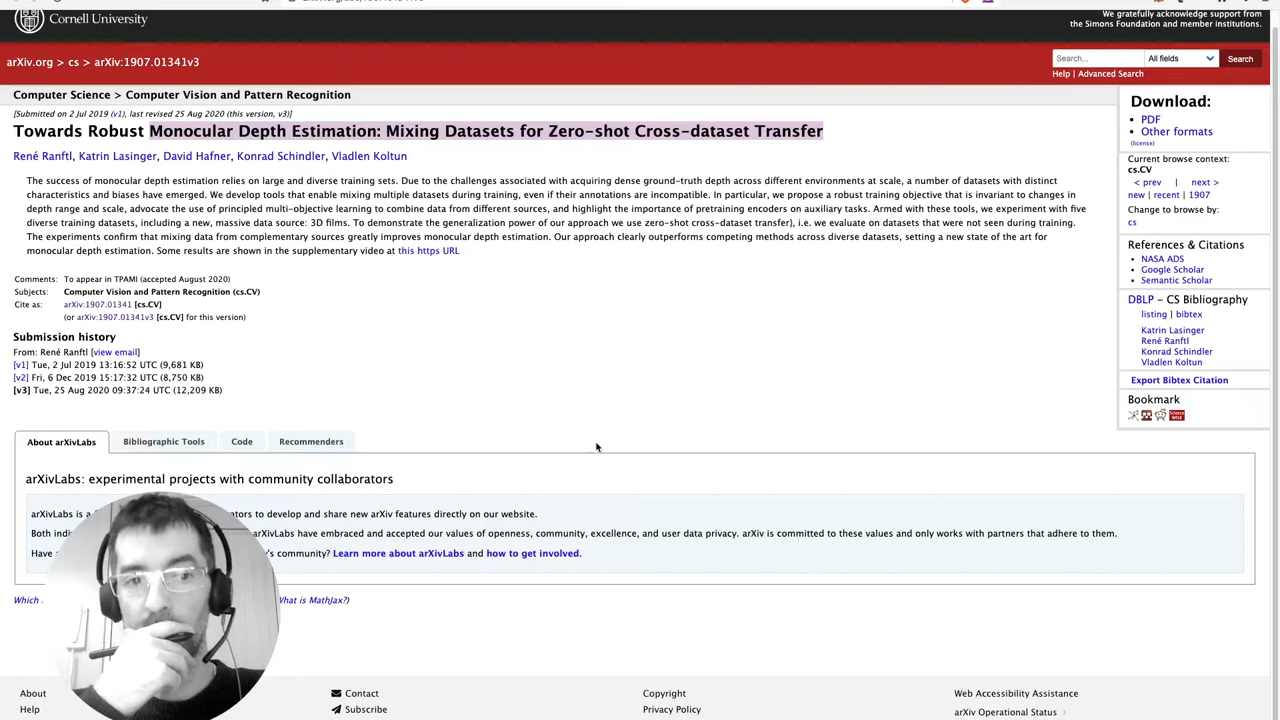 Cornell University
We gratefully acknowledge support from
the Simons Foundation and member institutions.
arXiv.org > cs > arXiv:1907.01341v3
Search... All fields Search
Help | Advanced Search
Computer Science > Computer Vision and Pattern Recognition
[Submitted on 2 Jul 2019 (v1), last revised 25 Aug 2020 (this version, v3)]
Towards Robust Monocular Depth Estimation: Mixing Datasets for Zero-shot Cross-dataset Transfer
René Ranftl, Katrin Lasinger, David Hafner, Konrad Schindler, Vladlen Koltun
The success of monocular depth estimation relies on large and diverse training sets. Due to the challenges associated with acquiring dense ground-truth depth across different environments at scale, a number of datasets with distinct
characteristics and biases have emerged. We develop tools that enable mixing multiple datasets during training, even if their annotations are incompatible. In particular, we propose a robust training objective that is invariant to changes in
depth range and scale, advocate the use of principled multi-objective learning to combine data from different sources, and highlight the importance of pretraining encoders on auxiliary tasks. Armed with these tools, we experiment with five
diverse training datasets, including a new, massive data source: 3D films. To demonstrate the generalization power of our approach we use zero-shot cross-dataset transfer}, i.e. we evaluate on datasets that were not seen during training.
The experiments confirm that mixing data from complementary sources greatly improves monocular depth estimation. Our approach clearly outperforms competing methods across diverse datasets, setting a new state of the art for
monocular depth estimation. Some results are shown in the supplementary video at this https URL
Comments: To appear in TPAMI (accepted August 2020)
Subjects: Computer Vision and Pattern Recognition (cs.CV)
Cite as: arXiv:1907.01341 [cs.CV]
(or arXiv:1907.01341v3 [cs.CV] for this version)
Submission history
From: René Ranftl [view email]
[v1] Tue, 2 Jul 2019 13:16:52 UTC (9,681 KB)
[v2] Fri, 6 Dec 2019 15:17:32 UTC (8,750 KB)
[v3] Tue, 25 Aug 2020 09:37:24 UTC (12,209 KB)
Download:
PDF
Other formats
(license)
Current browse context:
cs.CV
< prev | next >
new | recent | 1907
Change to browse by:
cs
References & Citations
NASA ADS
Google Scholar
Semantic Scholar
DBLP – CS Bibliography
listing | bibtex
Katrin Lasinger
René Ranftl
Konrad Schindler
Vladlen Koltun
Export Bibtex Citation
Bookmark
About arXivLabs Bibliographic Tools Code Recommenders
arXivLabs: experimental projects with community collaborators
arXivLabs is a to develop and share new arXiv features directly on our website.
Both arXivLabs have embraced and accepted our values of openness, community, excellence, and user data privacy. arXiv is committed to these values and only works with partners that adhere to them.
Have community? Learn more about arXivLabs and how to get involved.
Which What is MathJax?)
About
Help
Contact
Subscribe
Copyright
Privacy Policy
Web Accessibility Assistance
arXiv Operational Status >